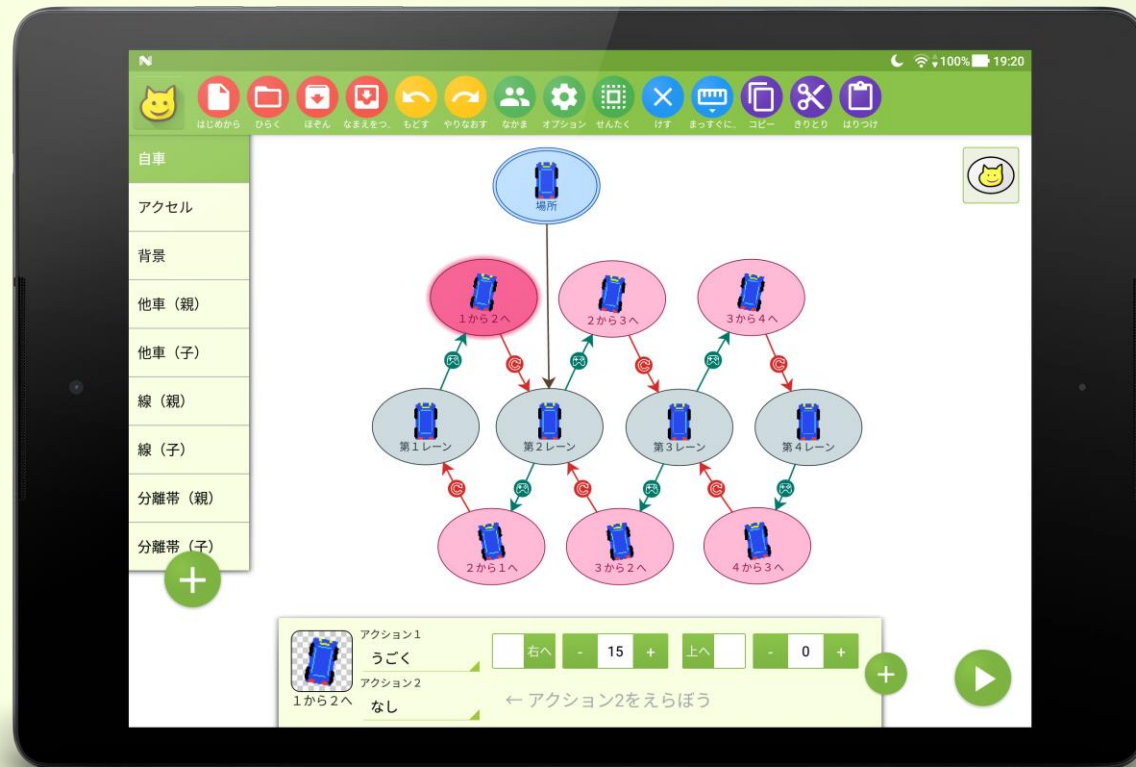 100% 19:20
はじめから ひらく ほぞん なまえをつ.. もどす やりなおす なかま オプション せんたく けす まっすぐに.. コピー きりとり はりつけ
自車
アクセル
背景
他車（親）
他車（子）
線（親）
線（子）
分離帯（親）
分離帯（子）
場所
1から2へ 2から3へ 3から4へ
第1レーン 第2レーン 第3レーン 第4レーン
2から1へ 3から2へ 4から3へ
アクション1
うごく 右へ - 15 + 上へ - 0 +
アクション2
1から2へ なし ←アクション2をえらぼう